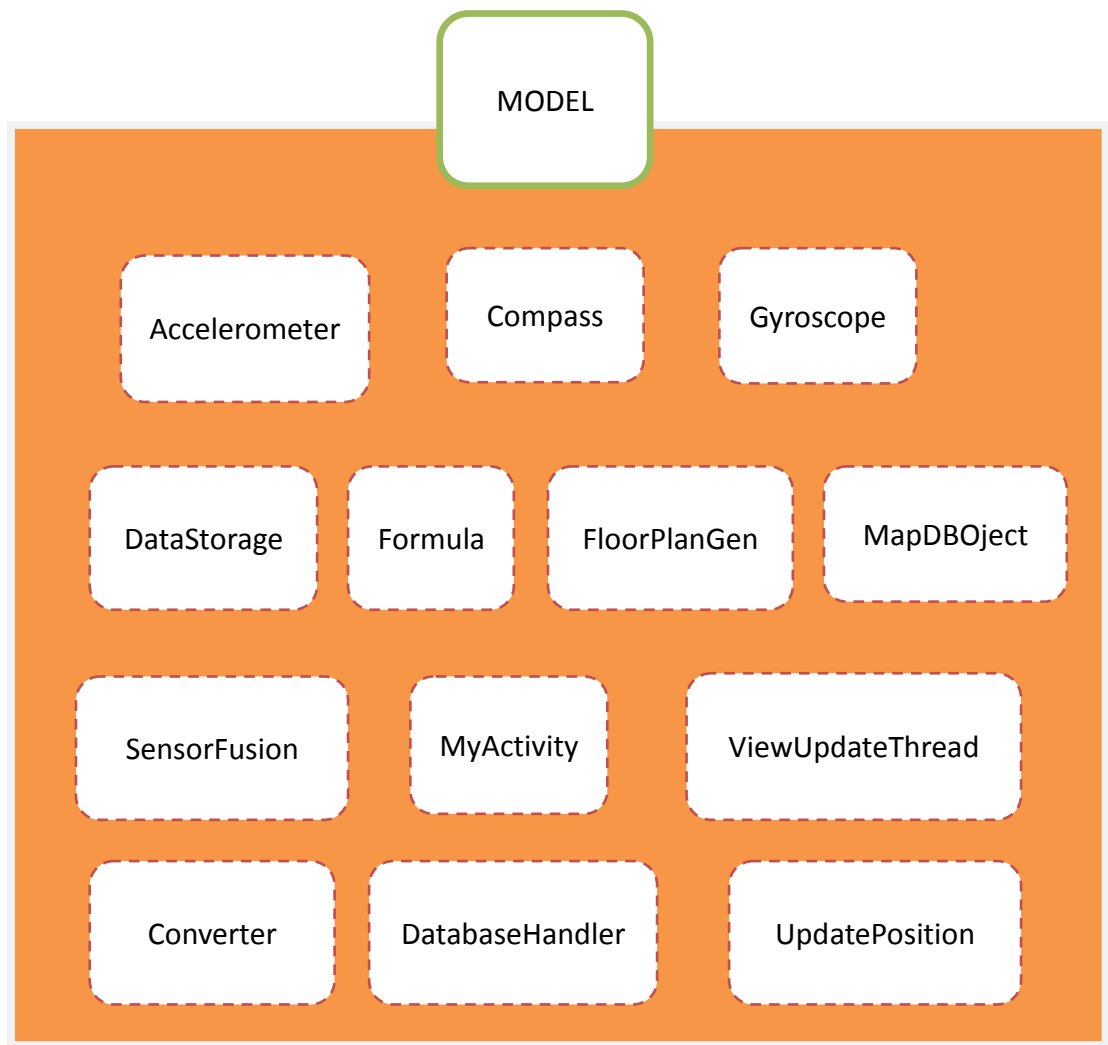 MODEL
Accelerometer
Compass
Gyroscope
DataStorage
Formula
FloorPlanGen
MapDBOject
SensorFusion
MyActivity
ViewUpdateThread
Converter
DatabaseHandler
UpdatePosition